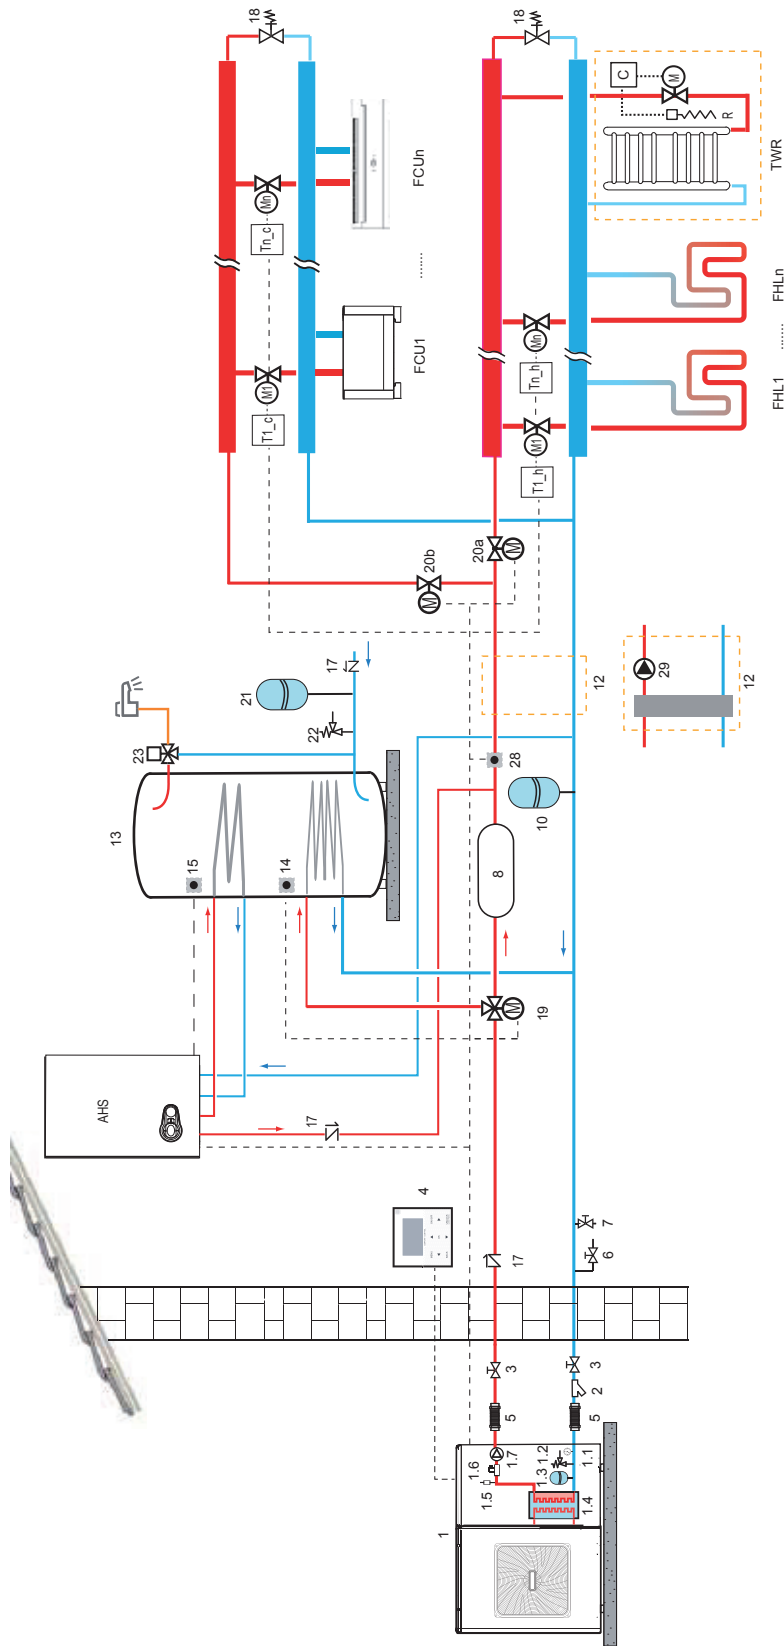 18
18
C
M
R
TWR
Mn
Tn_c
FCUn
........
FCU1
M1
T1_c
Mn
Tn_h
M1
T1_h
FHLn
........
FHL1
20b
M
20a
M
17
21
22
23
13
15
14
12
29
12
28
10
8
19
M
AHS
17
4
17
7
6
3
3
2
5
5
1
1.7
1.6
1.5
1.2
1.3
1.1
1.4